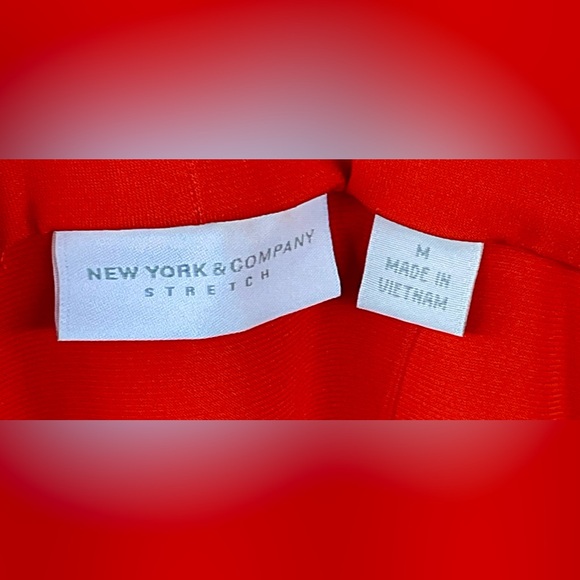 NEW YORK & COMPANY
STRETCH
M
MADE IN
VIETNAM